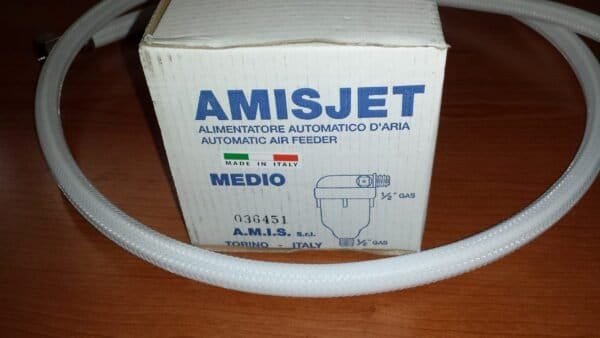 AMISJET
ALIMENTATORE AUTOMATICO D'ARIA
AUTOMATIC AIR FEEDER
MADE IN ITALY
MEDIO
½" GAS
036451
A.M.I.S. s.r.l.
½" GAS
TORINO - ITALY